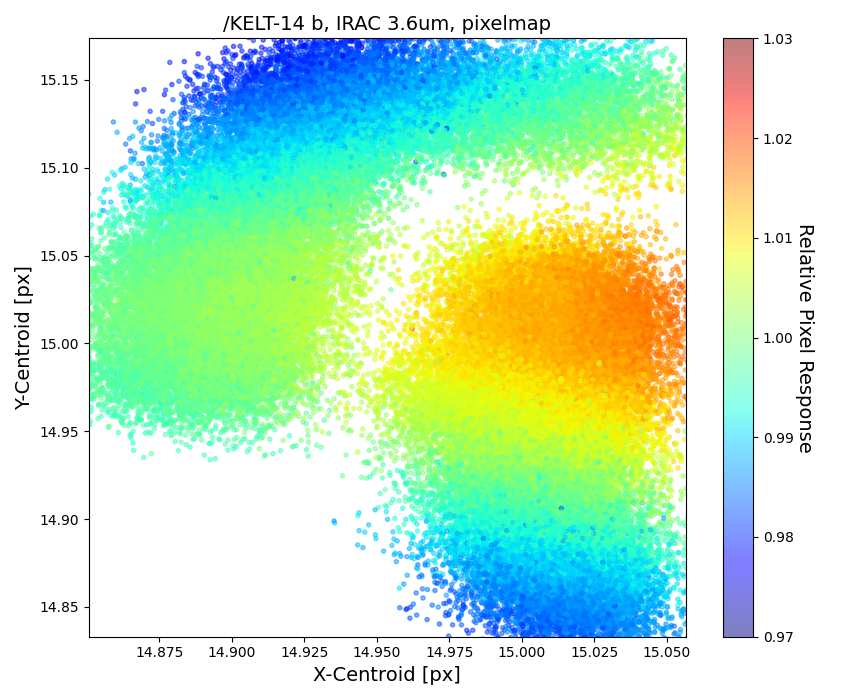 /KELT-14 b, IRAC 3.6um, pixelmap
15.15
15.10
15.05
15.00
14.95
14.90
14.85
Y-Centroid [px]
14.875 14.900 14.925 14.950 14.975 15.000 15.025 15.050
X-Centroid [px]
1.03
1.02
1.01
1.00
0.99
0.98
0.97
Relative Pixel Response